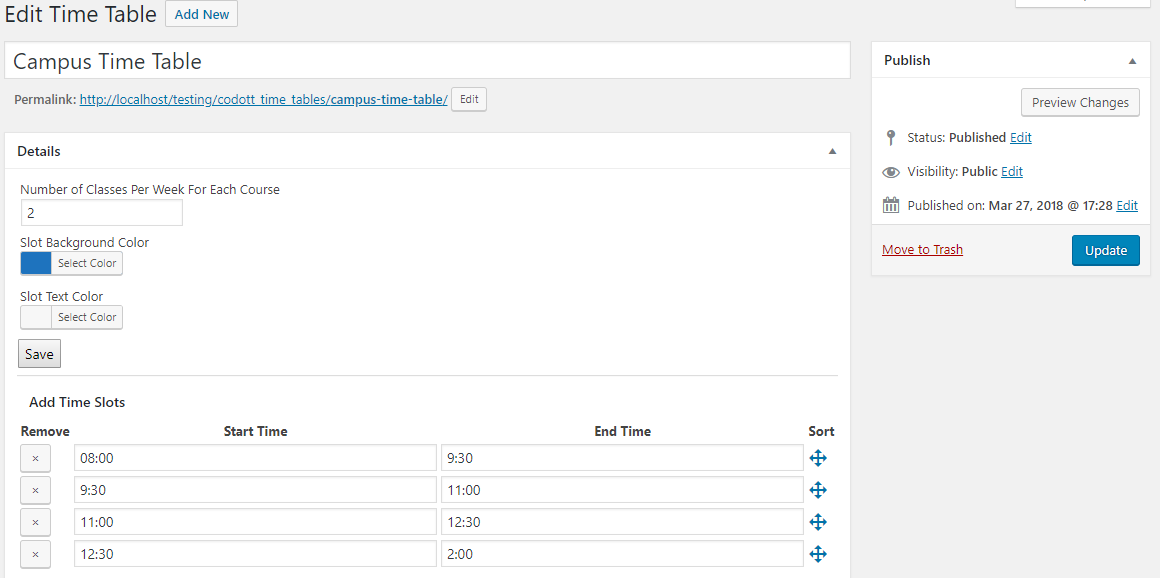 Edit Time Table Add New
Campus Time Table
Permalink: http://localhost/testing/codott_time_tables/campus-time-table/ Edit
Details
Number of Classes Per Week For Each Course
2
Slot Background Color
Select Color
Slot Text Color
Select Color
Save
Add Time Slots
Remove Start Time End Time Sort
× 08:00 9:30
× 9:30 11:00
× 11:00 12:30
× 12:30 2:00
Publish
Preview Changes
Status: Published Edit
Visibility: Public Edit
Published on: Mar 27, 2018 @ 17:28 Edit
Move to Trash Update